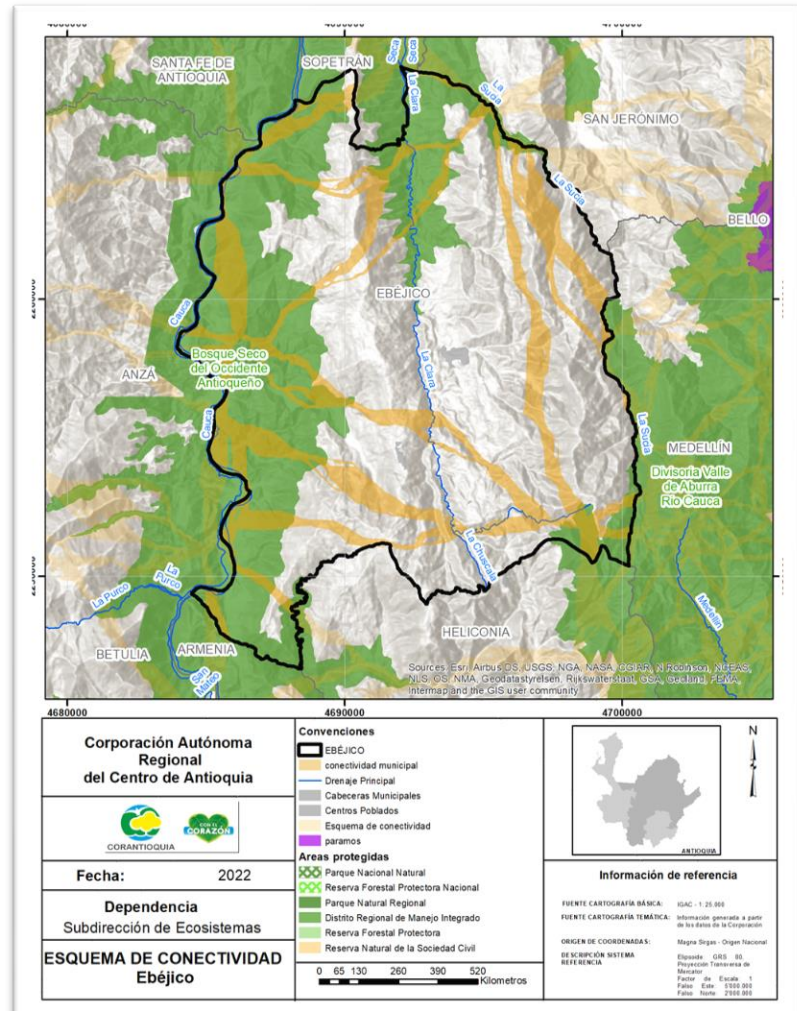 4690000
4700000
SANTA FE DE
ANTIOQUIA
SOPETRÁN
Seca
Seca
La Clara
La
Sucia
SAN JERÓNIMO
La Sucia
BELLO
EBÉJICO
Cauca
La Clara
Bosque Seco
del Occidente
Antioqueño
ANZÁ
Cauca
La Sucia
MEDELLÍN
Divisoria Valle
de Aburra
Rio Cauca
La Chuscala
La
Purco
La Purco
Medellín
HELICONIA
BETULIA
ARMENIA
San
Mateo
Sources: Esri, Airbus DS, USGS, NGA, NASA, CGIAR, N Robinson, NCEAS,
NLS, OS, NMA, Geodatastyrelsen, Rijkswaterstaat, GSA, Geoland, FEMA,
Intermap and the GIS user community
4680000
4690000
4700000
Corporación Autónoma
Regional
del Centro de Antioquia
CORANTIOQUIA
CORAZÓN
Fecha: 2022
Dependencia
Subdirección de Ecosistemas
ESQUEMA DE CONECTIVIDAD
Ebéjico
Convenciones
EBÉJICO
conectividad municipal
Drenaje Principal
Cabeceras Municipales
Centros Poblados
Esquema de conectividad
paramos
Areas protegidas
Parque Nacional Natural
Reserva Forestal Protectora Nacional
Parque Natural Regional
Distrito Regional de Manejo Integrado
Reserva Forestal Protectora
Reserva Natural de la Sociedad Civil
0 65 130 260 390 520
Kilometros
N
ANTIOQUIA
Información de referencia
FUENTE CARTOGRAFÍA BÁSICA: IGAC - 1: 25.000
FUENTE CARTOGRAFÍA TEMÁTICA: Información generada a partir
de los datos de la Corporación
ORIGEN DE COORDENADAS: Magna Sirgas - Origen Nacional
DESCRIPCIÓN SISTEMA
REFERENCIA
Elipsoide GRS 80,
Proyección Transversa de
Mercator
Factor de Escala 1
Falso Este 5'000.000
Falso Norte 2'000.000